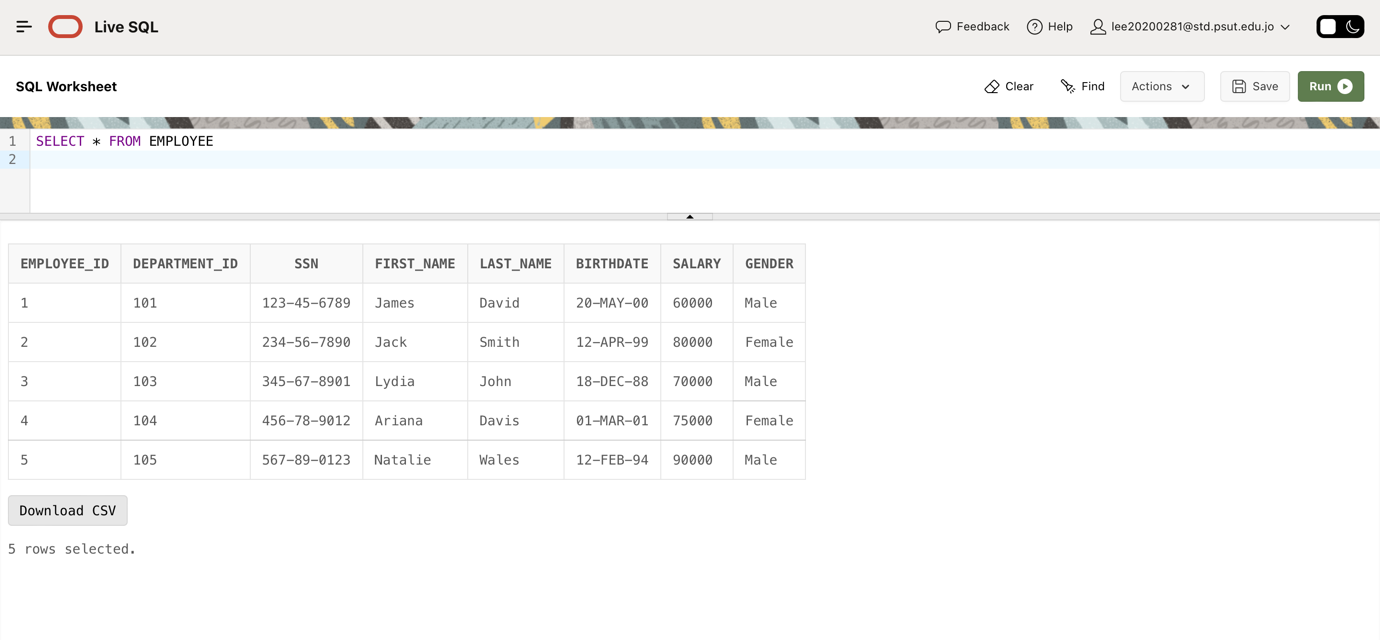 Live SQL Feedback Help lee20200281@std.psut.edu.jo
SQL Worksheet Clear Find Actions Save Run
1 SELECT * FROM EMPLOYEE
2
EMPLOYEE_ID DEPARTMENT_ID SSN FIRST_NAME LAST_NAME BIRTHDATE SALARY GENDER
1 101 123-45-6789 James David 20-MAY-00 60000 Male
2 102 234-56-7890 Jack Smith 12-APR-99 80000 Female
3 103 345-67-8901 Lydia John 18-DEC-88 70000 Male
4 104 456-78-9012 Ariana Davis 01-MAR-01 75000 Female
5 105 567-89-0123 Natalie Wales 12-FEB-94 90000 Male
Download CSV
5 rows selected.